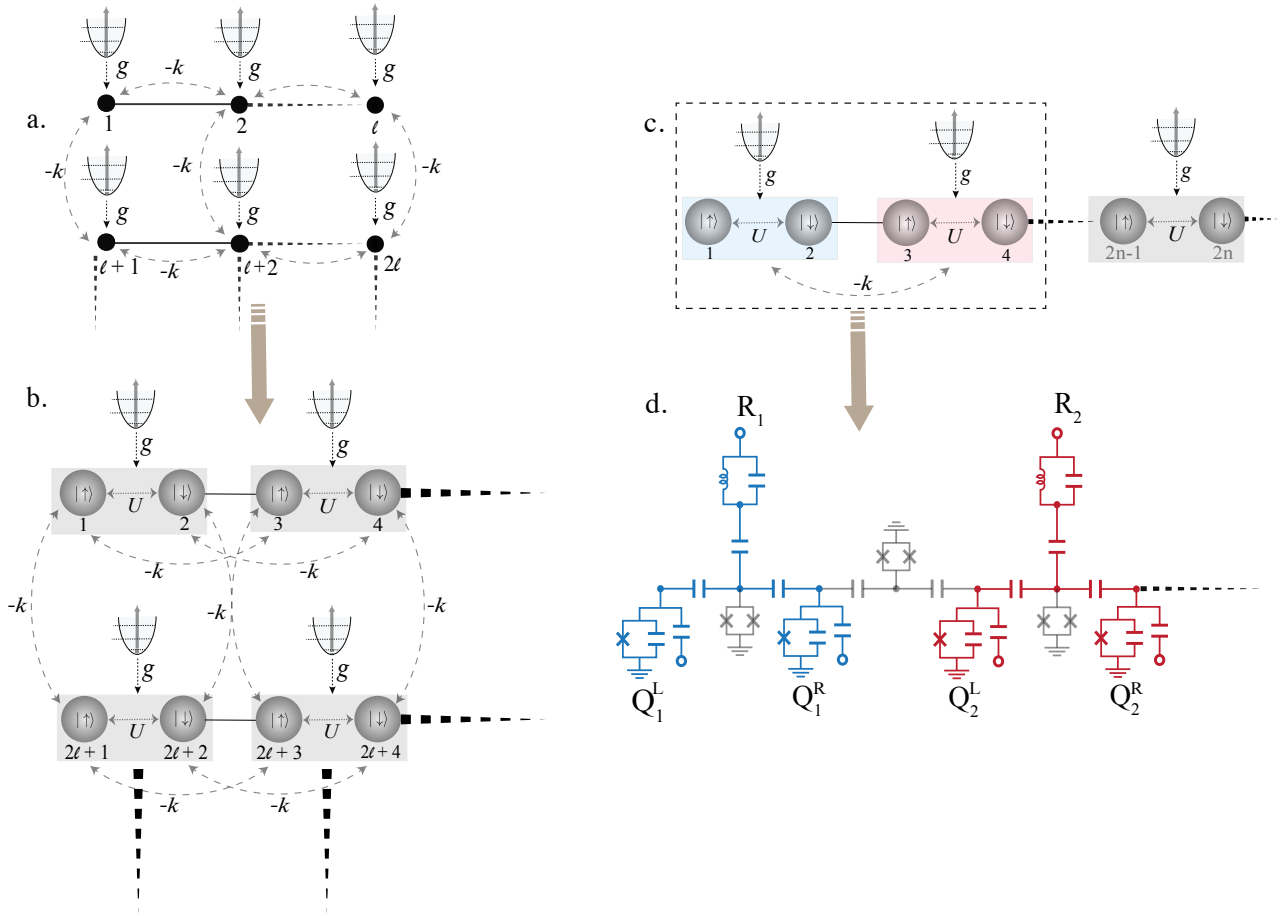 a.
g
g
g
-k
1
2
ℓ
-k
-k
-k
g
g
g
ℓ + 1
-k
ℓ+2
2ℓ
b.
g
g
|↑⟩
U
|↓⟩
|↑⟩
U
|↓⟩
1
2
3
4
-k
-k
-k
-k
g
g
|↑⟩
U
|↓⟩
|↑⟩
U
|↓⟩
2ℓ + 1
2ℓ + 2
2ℓ + 3
2ℓ + 4
-k
-k
c.
g
g
g
|↑⟩
U
|↓⟩
|↑⟩
U
|↓⟩
|↑⟩
U
|↓⟩
1
2
3
4
2n-1
2n
-k
d.
R₁
R₂
Q₁ᴸ
Q₁ᴿ
Q₂ᴸ
Q₂ᴿ